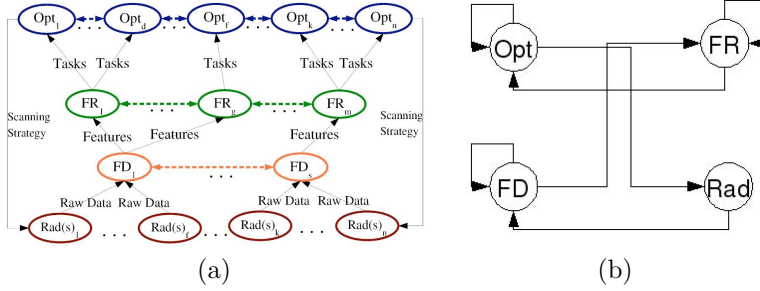 Opt1 . . . Optd . . . Optf . . . Optk . . . Optn
Tasks Tasks Tasks Tasks Tasks
FR1 . . . FRg . . . FRm
Scanning
Strategy
Scanning
Strategy
Features Features Features
FD1 . . . FDs
Raw Data Raw Data Raw Data Raw Data
Rad(s)1 . . . Rad(s)f . . . Rad(s)k . . . Rad(s)n
(a)
Opt FR
FD Rad
(b)